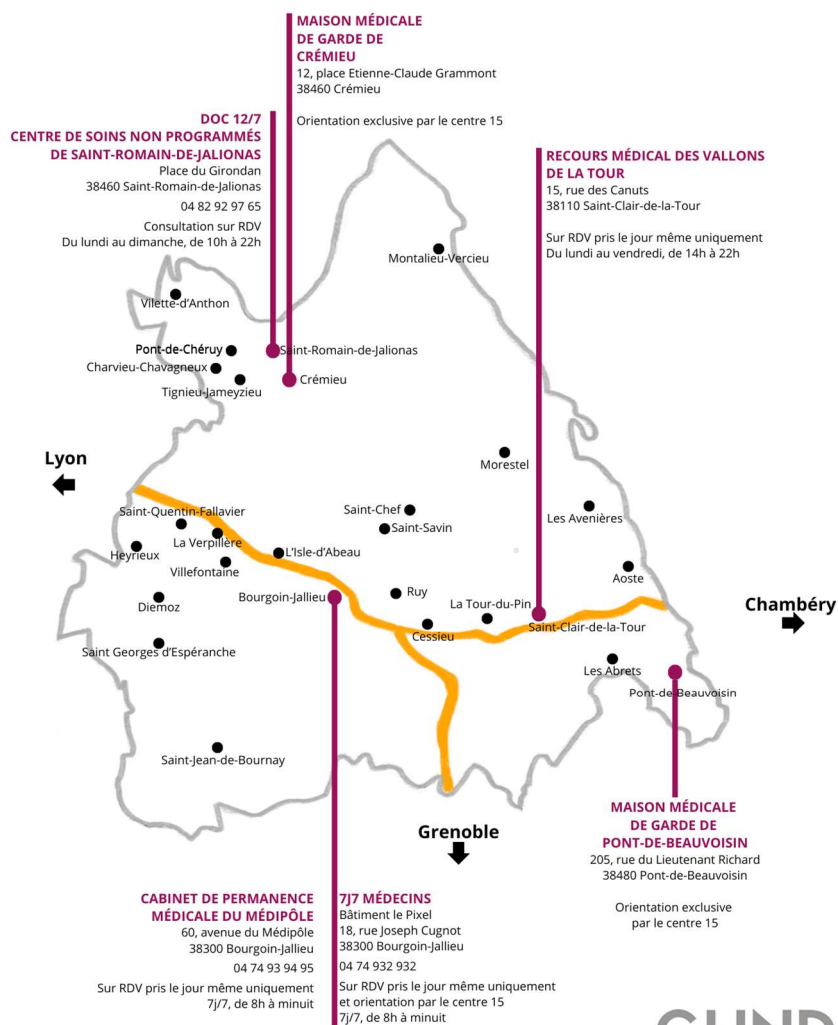 MAISON MÉDICALE
DE GARDE DE
CRÉMIEU
12, place Etienne-Claude Grammont
38460 Crémieu
Orientation exclusive par le centre 15
DOC 12/7
CENTRE DE SOINS NON PROGRAMMÉS
DE SAINT-ROMAIN-DE-JALIONAS
Place du Girondan
38460 Saint-Romain-de-Jalionas
04 82 92 97 65
Consultation sur RDV
Du lundi au dimanche, de 10h à 22h
RECOURS MÉDICAL DES VALLONS
DE LA TOUR
15, rue des Canuts
38110 Saint-Clair-de-la-Tour
Sur RDV pris le jour même uniquement
Du lundi au vendredi, de 14h à 22h
Montalieu-Vercieu
Vilette-d'Anthon
Pont-de-Chéruy
Saint-Romain-de-Jalionas
Charvieu-Chavagneux
Tignieu-Jameyzieu
Crémieu
Lyon
Morestel
Saint-Quentin-Fallavier
Saint-Chef
Les Avenières
Saint-Savin
La Verpillère
Heyrieux
L'Isle-d'Abeau
Villefontaine
Aoste
Bourgoin-Jallieu
Ruy
La Tour-du-Pin
Chambéry
Diemoz
Cessieu
Saint-Clair-de-la-Tour
Saint Georges d'Espéranche
Les Abrets
Pont-de-Beauvoisin
Saint-Jean-de-Bournay
Grenoble
MAISON MÉDICALE
DE GARDE DE
PONT-DE-BEAUVOISIN
205, rue du Lieutenant Richard
38480 Pont-de-Beauvoisin
Orientation exclusive
par le centre 15
CABINET DE PERMANENCE
MÉDICALE DU MÉDIPÔLE
60, avenue du Médipôle
38300 Bourgoin-Jallieu
04 74 93 94 95
Sur RDV pris le jour même uniquement
7j/7, de 8h à minuit
7J7 MÉDECINS
Bâtiment le Pixel
18, rue Joseph Cugnot
38300 Bourgoin-Jallieu
04 74 932 932
Sur RDV pris le jour même uniquement
et orientation par le centre 15
7j/7, de 8h à minuit